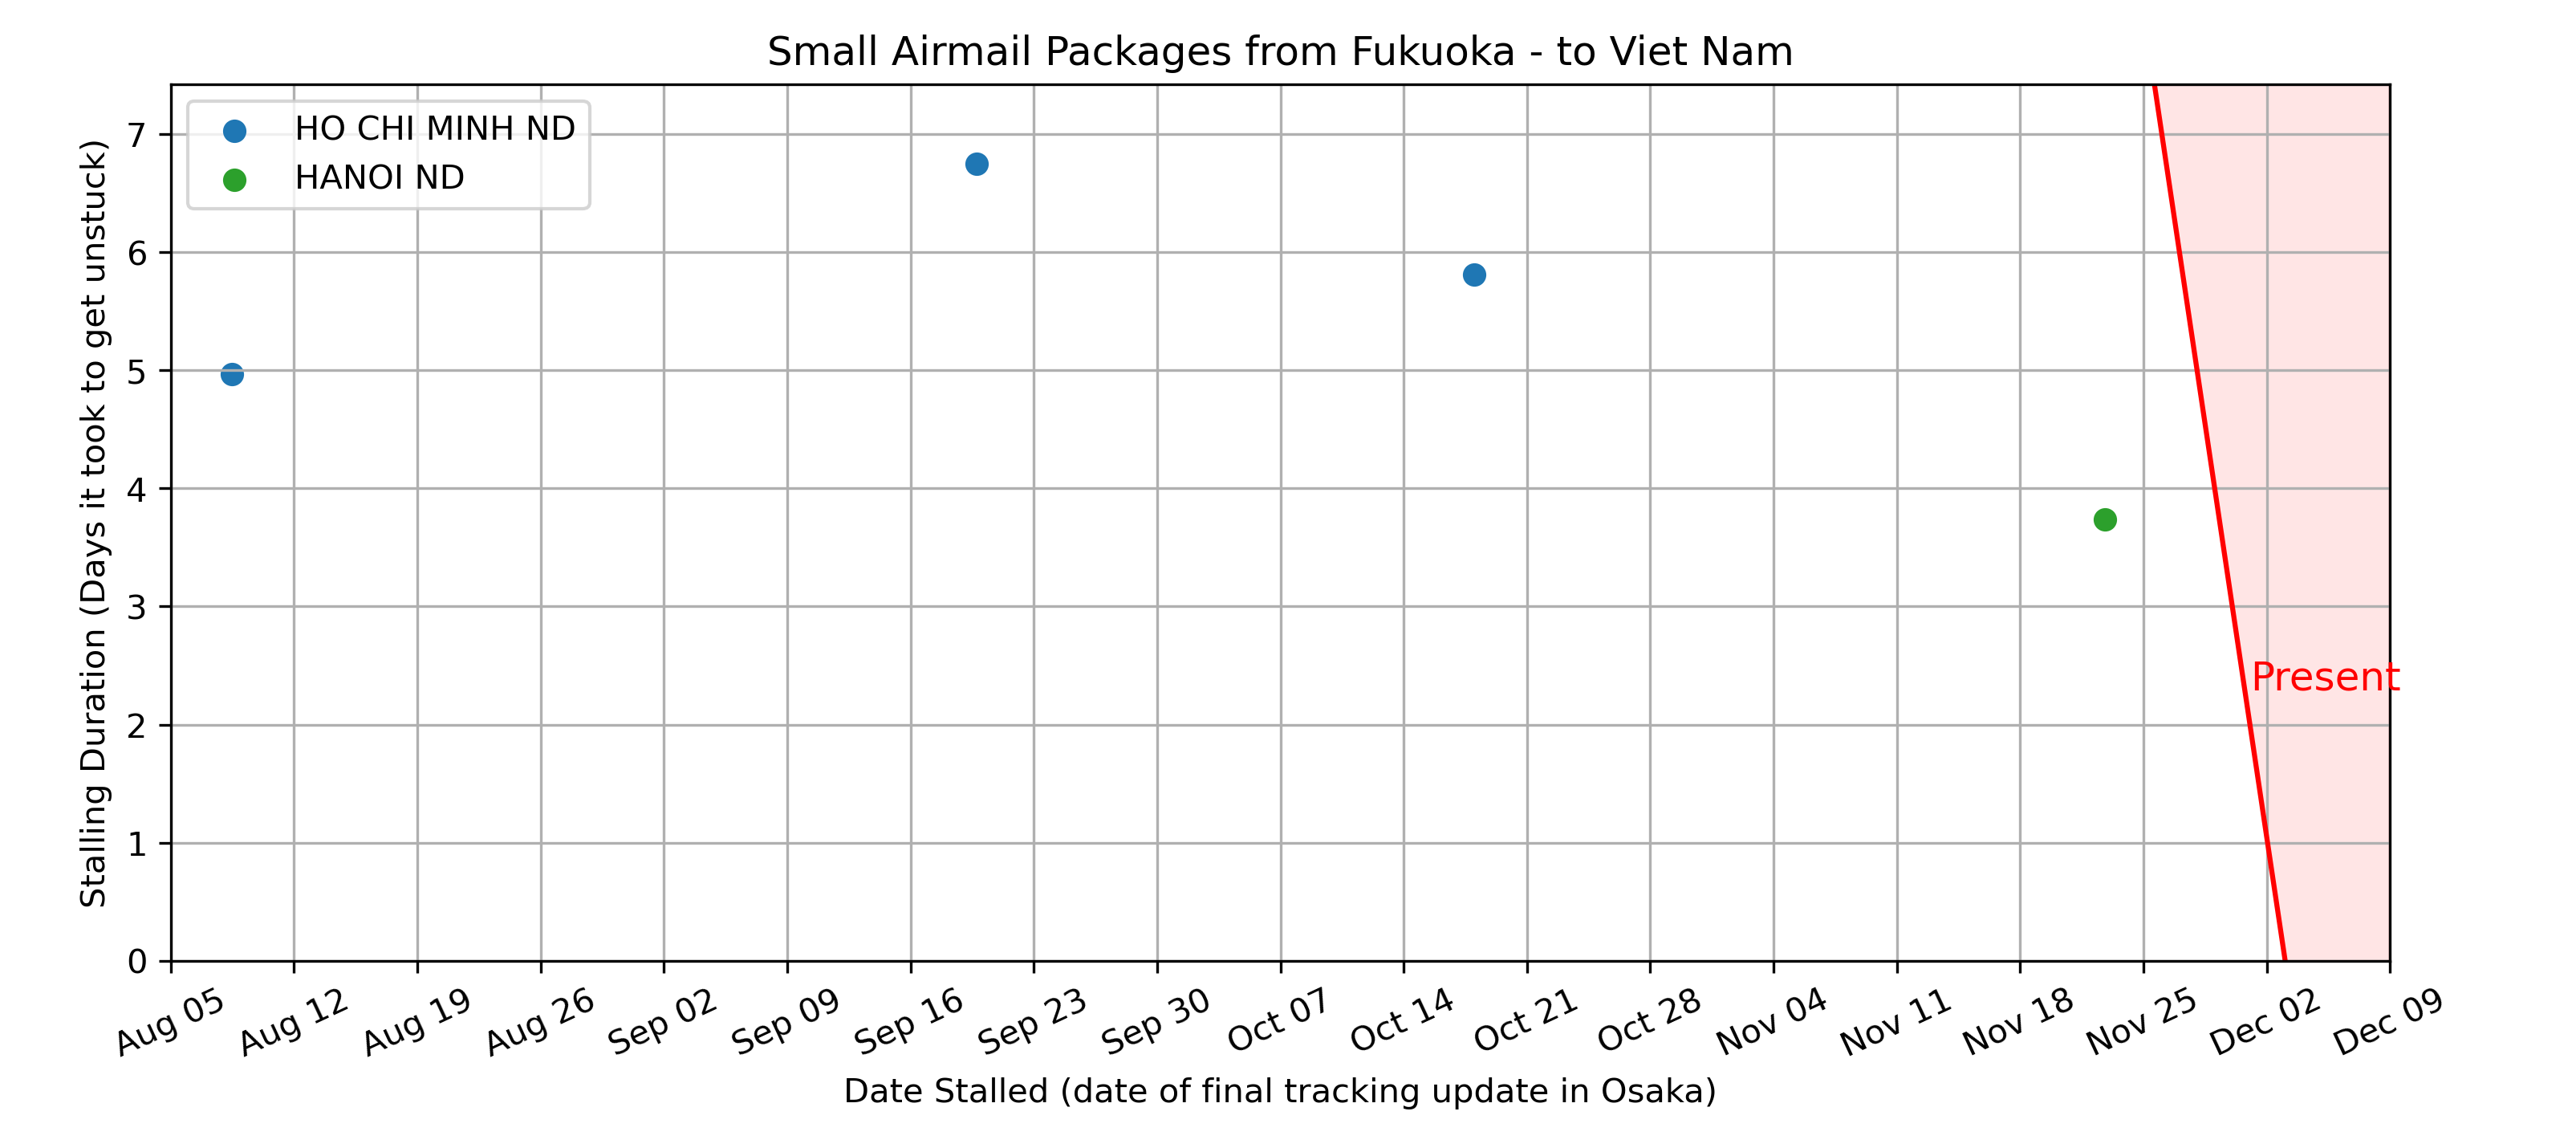 Small Airmail Packages from Fukuoka - to Viet Nam
HO CHI MINH ND
HANOI ND
Stalling Duration (Days it took to get unstuck)
7
6
5
4
3
2
1
0
Present
Aug 05 Aug 12 Aug 19 Aug 26 Sep 02 Sep 09 Sep 16 Sep 23 Sep 30 Oct 07 Oct 14 Oct 21 Oct 28 Nov 04 Nov 11 Nov 18 Nov 25 Dec 02 Dec 09
Date Stalled (date of final tracking update in Osaka)